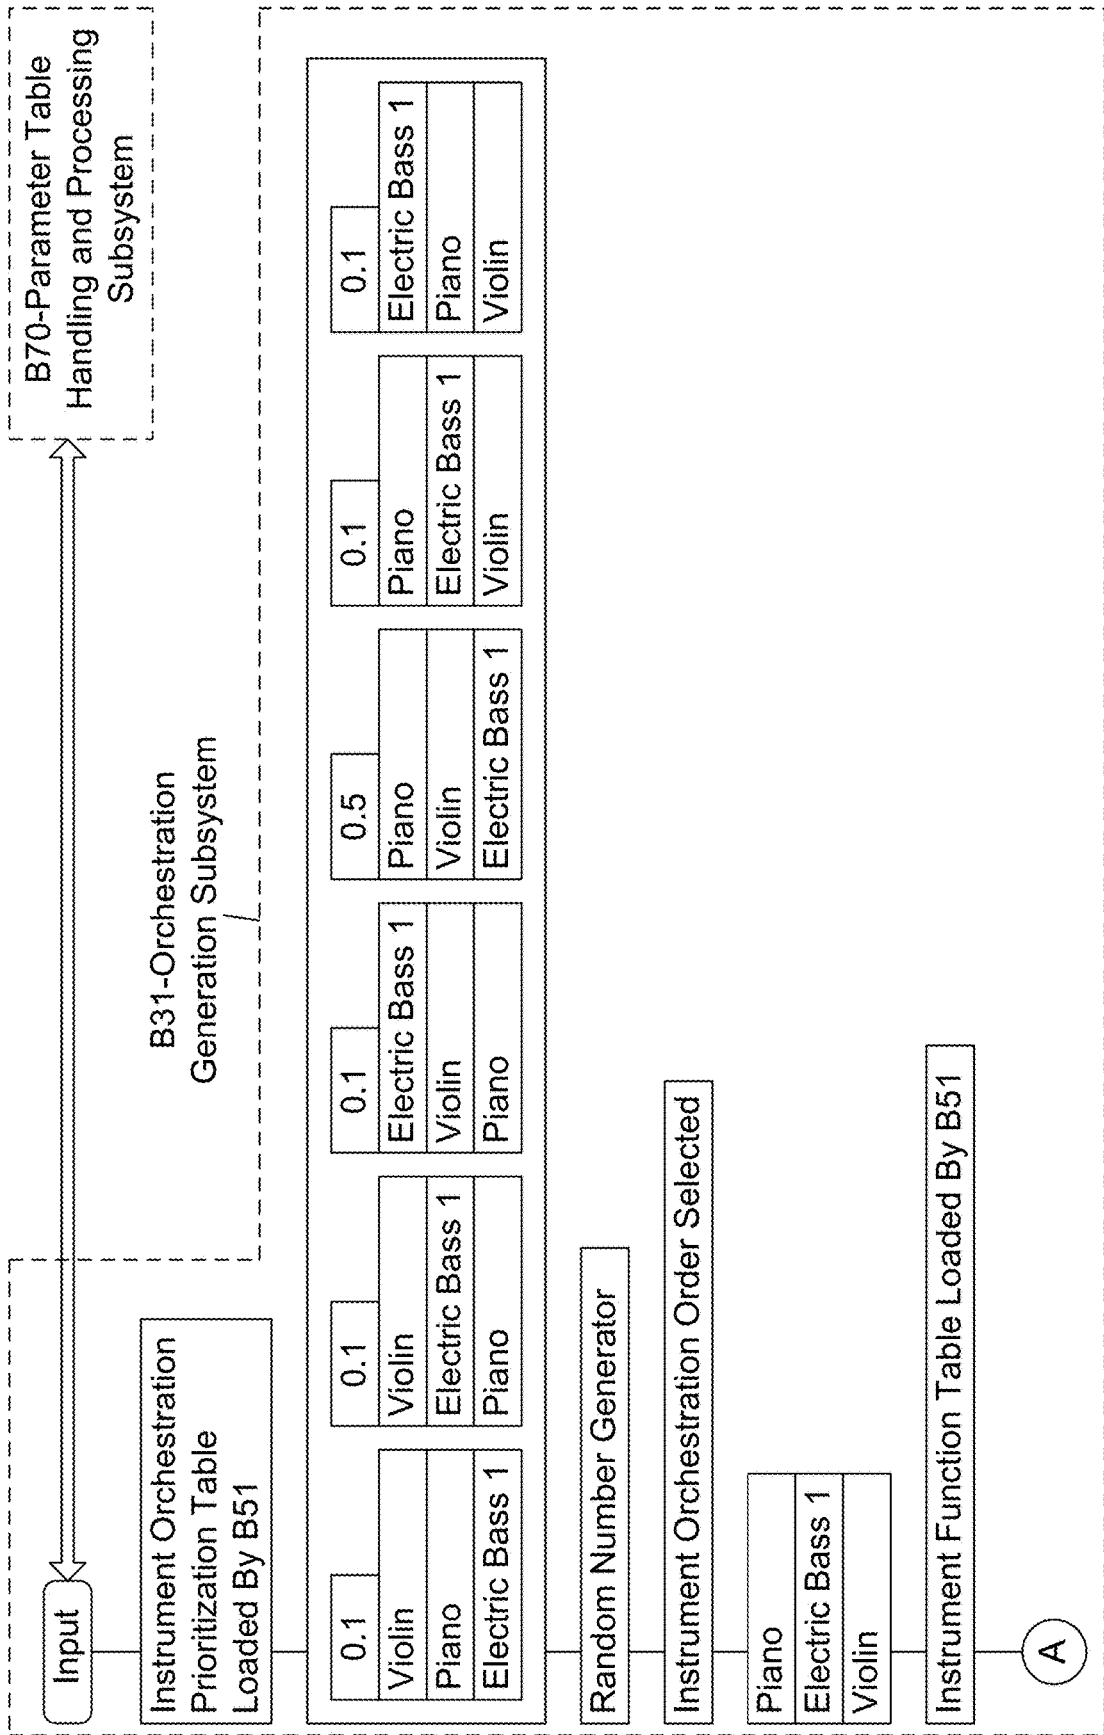 B70-Parameter Table
Handling and Processing
Subsystem
Input
B31-Orchestration
Generation Subsystem
Instrument Orchestration
Prioritization Table
Loaded By B51
0.1
Violin
Piano
Electric Bass 1
0.1
Violin
Electric Bass 1
Piano
0.1
Electric Bass 1
Violin
Piano
0.5
Piano
Violin
Electric Bass 1
0.1
Piano
Electric Bass 1
Violin
0.1
Electric Bass 1
Piano
Violin
Random Number Generator
Instrument Orchestration Order Selected
Piano
Electric Bass 1
Violin
Instrument Function Table Loaded By B51
A